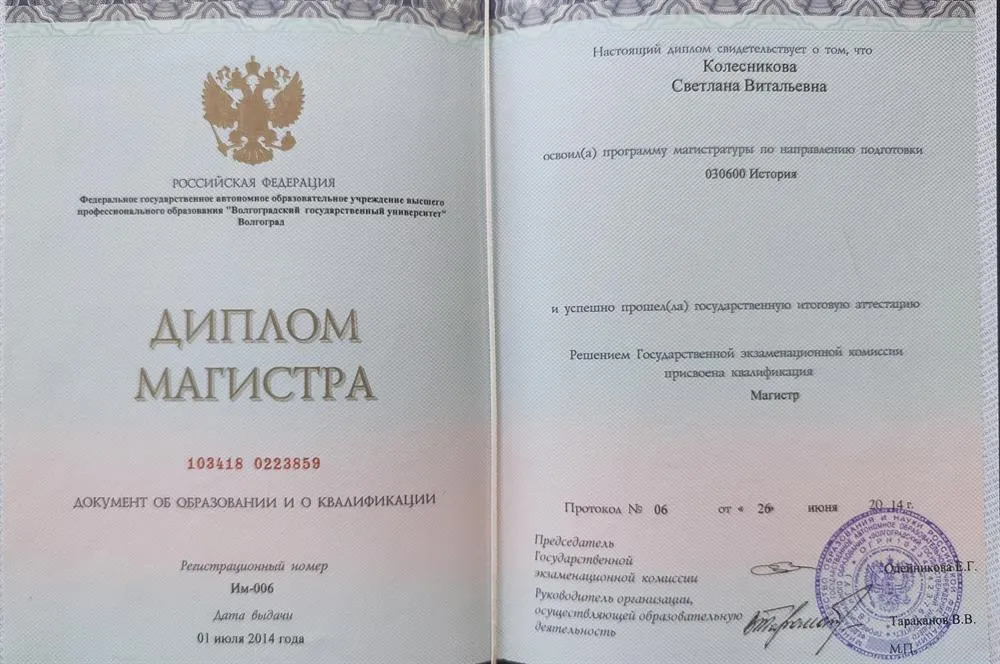 РОССИЙСКАЯ ФЕДЕРАЦИЯ
Федеральное государственное автономное образовательное учреждение высшего
профессионального образования "Волгоградский государственный университет"
Волгоград
ДИПЛОМ
МАГИСТРА
103418 0223859
ДОКУМЕНТ ОБ ОБРАЗОВАНИИ И О КВАЛИФИКАЦИИ
Регистрационный номер
Им-006
Дата выдачи
01 июля 2014 года
Настоящий диплом свидетельствует о том, что
Колесникова
Светлана Витальевна
освоил(а) программу магистратуры по направлению подготовки
030600 История
и успешно прошел(ла) государственную итоговую аттестацию
Решением Государственной экзаменационной комиссии
присвоена квалификация
Магистр
Протокол № 06 от « 26» июня 20 14 г.
Председатель
Государственной
экзаменационной комиссии
Олейникова Е.Г.
Руководитель организации,
осуществляющей образовательную
деятельность
Тараканов В.В.
М.П.